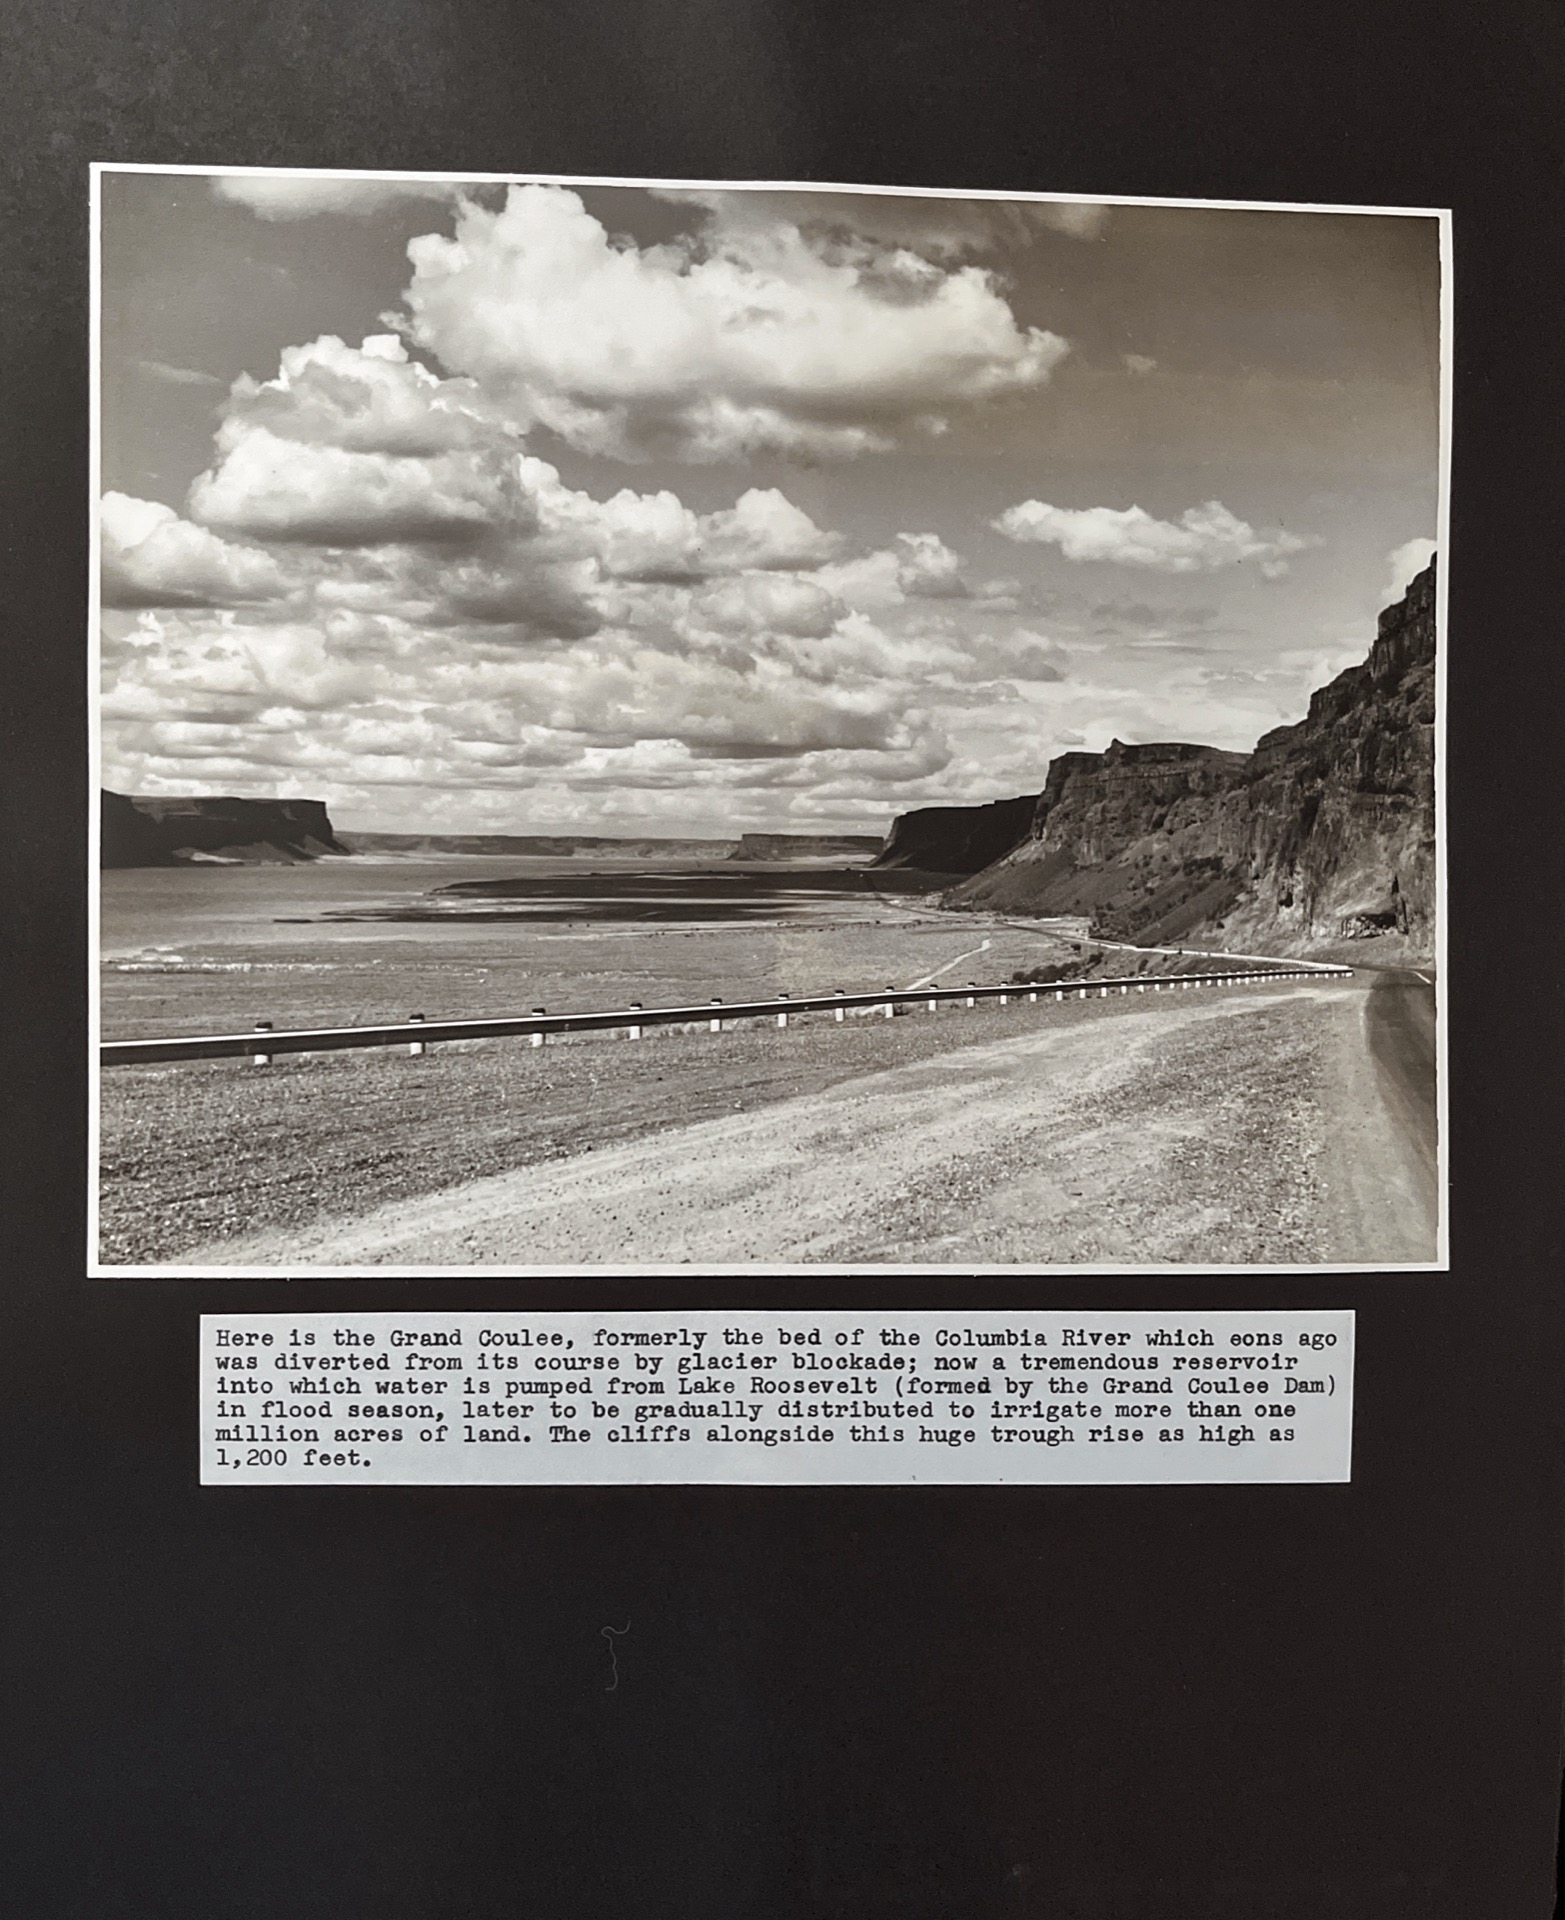 Here is the Grand Coulee, formerly the bed of the Columbia River which eons ago
was diverted from its course by glacier blockade; now a tremendous reservoir
into which water is pumped from Lake Roosevelt (formed by the Grand Coulee Dam)
in flood season, later to be gradually distributed to irrigate more than one
million acres of land. The cliffs alongside this huge trough rise as high as
1,200 feet.